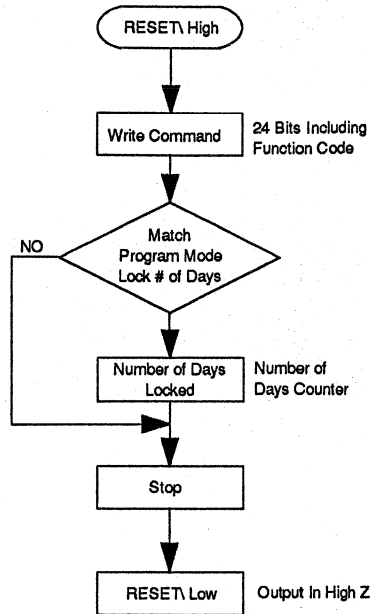 RESET\ High
Write Command
24 Bits Including
Function Code
Match
Program Mode
Lock # of Days
NO
Number of Days
Locked
Number of
Days Counter
Stop
RESET\ Low
Output In High Z